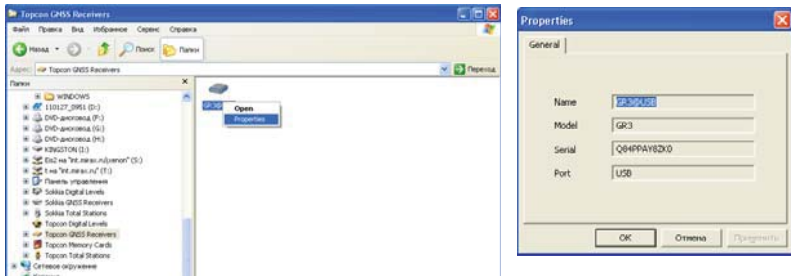 Topcon GNSS Receivers
Файл Правка Вид Избранное Сервис Справка
Назад Поиск Папки
Адрес: Topcon GNSS Receivers Переход
Папки
WINDOWS
110127_0951 (D:)
DVD-дисковод (F:)
DVD-дисковод (G:)
DVD-дисковод (H:)
KINGSTON (I:)
Панель управления
Sokkia Digital Levels
Sokkia GNSS Receivers
Sokkia Total Stations
Topcon Digital Levels
Topcon GNSS Receivers
Topcon Memory Cards
Topcon Total Stations
Сетевое окружение
Open
Properties
Properties
General
Name GR3@USB
Model GR3
Serial Q84PPAY8ZK0
Port USB
OK Отмена Применить